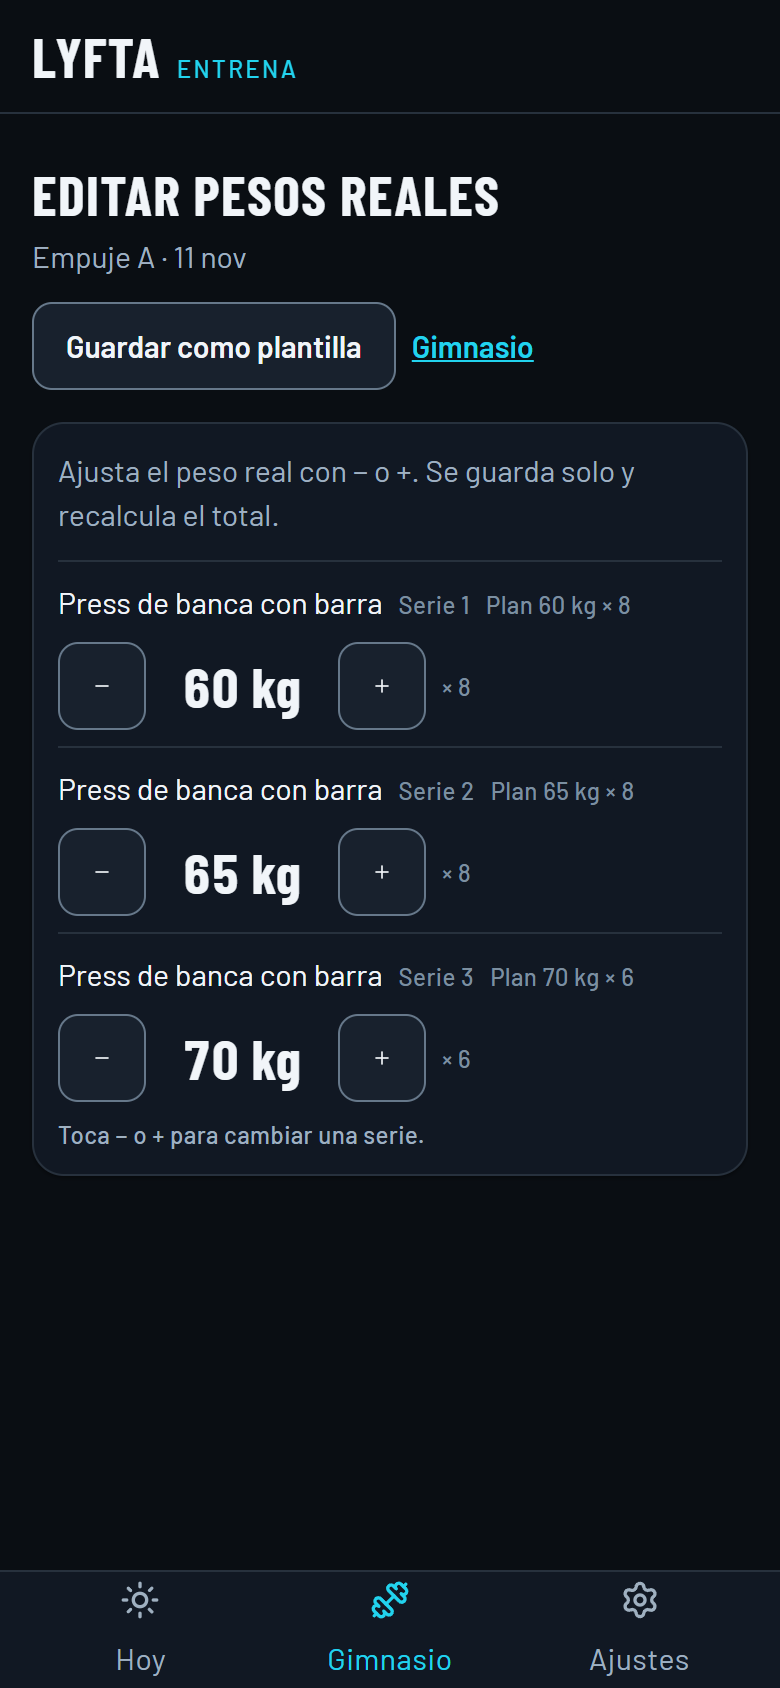 LYFTA ENTRENA
EDITAR PESOS REALES
Empuje A · 11 nov
Guardar como plantilla Gimnasio
Ajusta el peso real con – o +. Se guarda solo y
recalcula el total.
Press de banca con barra Serie 1 Plan 60 kg × 8
– 60 kg + × 8
Press de banca con barra Serie 2 Plan 65 kg × 8
– 65 kg + × 8
Press de banca con barra Serie 3 Plan 70 kg × 6
– 70 kg + × 6
Toca – o + para cambiar una serie.
Hoy Gimnasio Ajustes